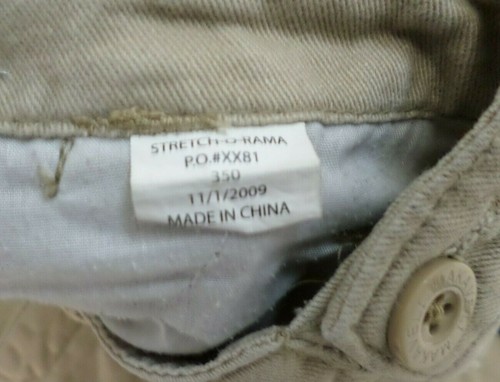 STRETCH-O-RAMA
P.O.#XX81
350
11/1/2009
MADE IN CHINA